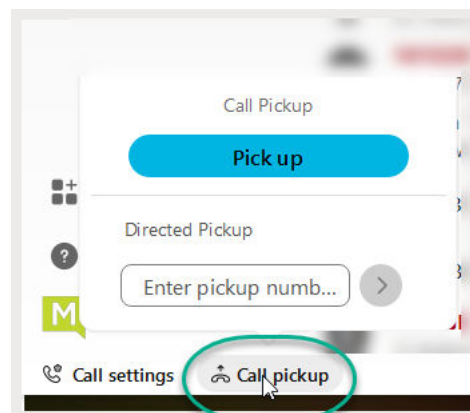 Call Pickup
Pick up
Directed Pickup
Enter pickup numb...
M
Call settings
Call pickup